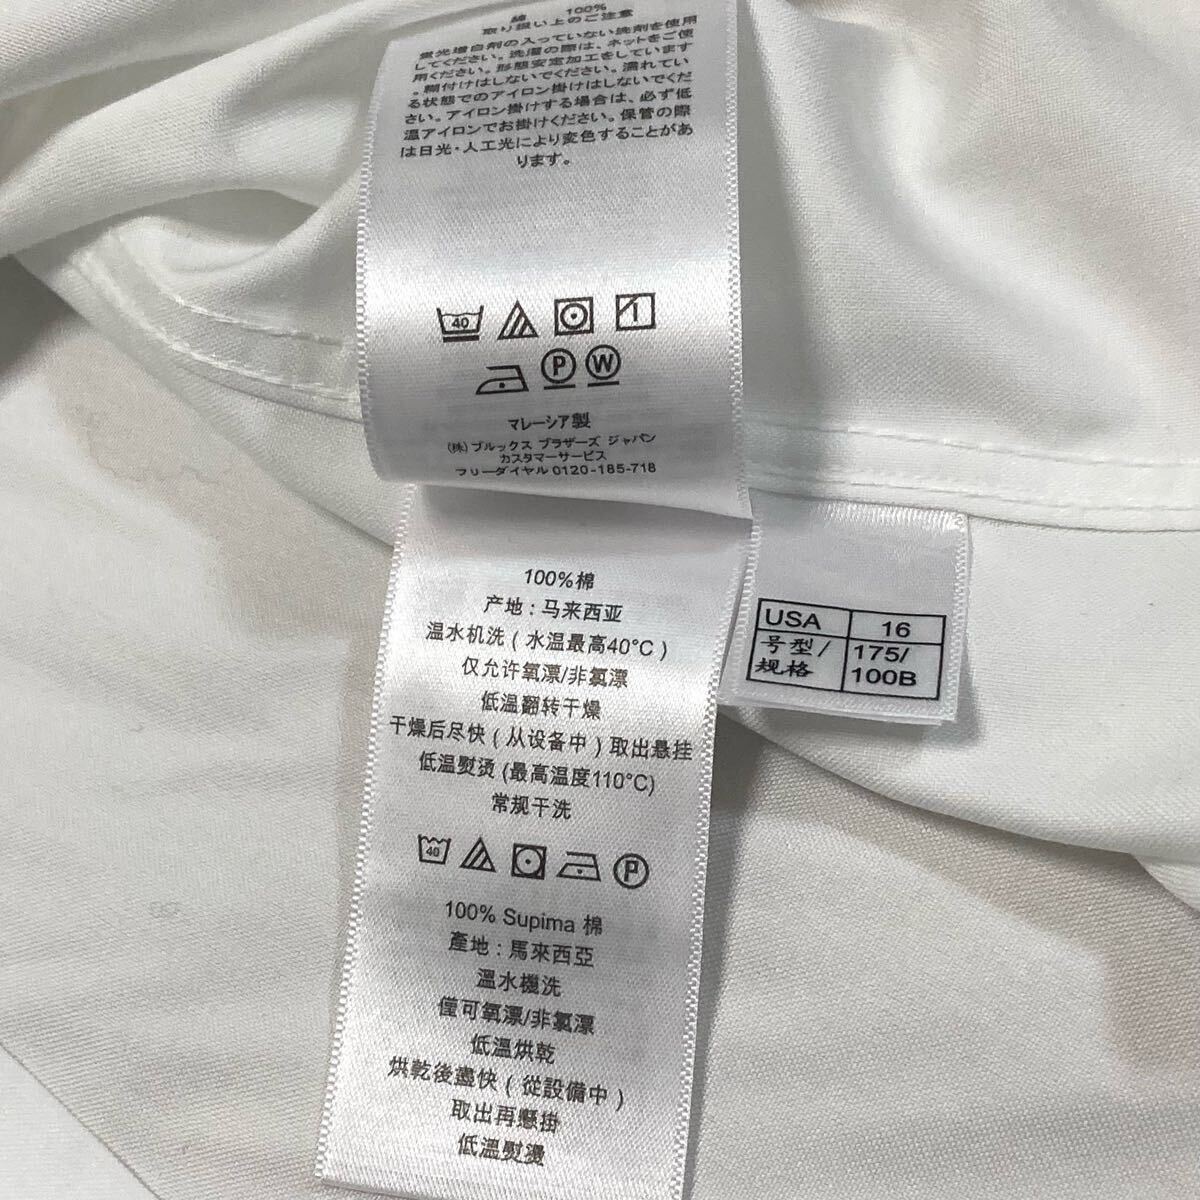 綿 100%
取り扱い上のご注意
蛍光増白剤の入っていない洗剤を使用
してください。洗濯の際は、ネットをご使
用ください。形態安定加工をしています
。糊付けはしないでください。濡れてい
る状態でのアイロン掛けはしないでくだ
さい。アイロン掛けする場合は、必ず低
温アイロンでお掛けください。保管の際
は日光・人工光により変色することがあ
ります。
40
1
P W
マレーシア製
(株) ブルックス ブラザーズ ジャパン
カスタマーサービス
フリーダイヤル 0120-185-718
100%棉
产地：马来西亚
温水机洗（水温最高40°C）
仅允许氧漂/非氯漂
低温翻转干燥
干燥后尽快（从设备中）取出悬挂
低温熨烫 (最高温度110°C)
常规干洗
40 P
100% Supima 棉
產地：馬來西亞
溫水機洗
僅可氧漂/非氯漂
低溫烘乾
烘乾後盡快（從設備中）
取出再懸掛
低溫熨燙
USA 16
号型/ 175/
规格 100B